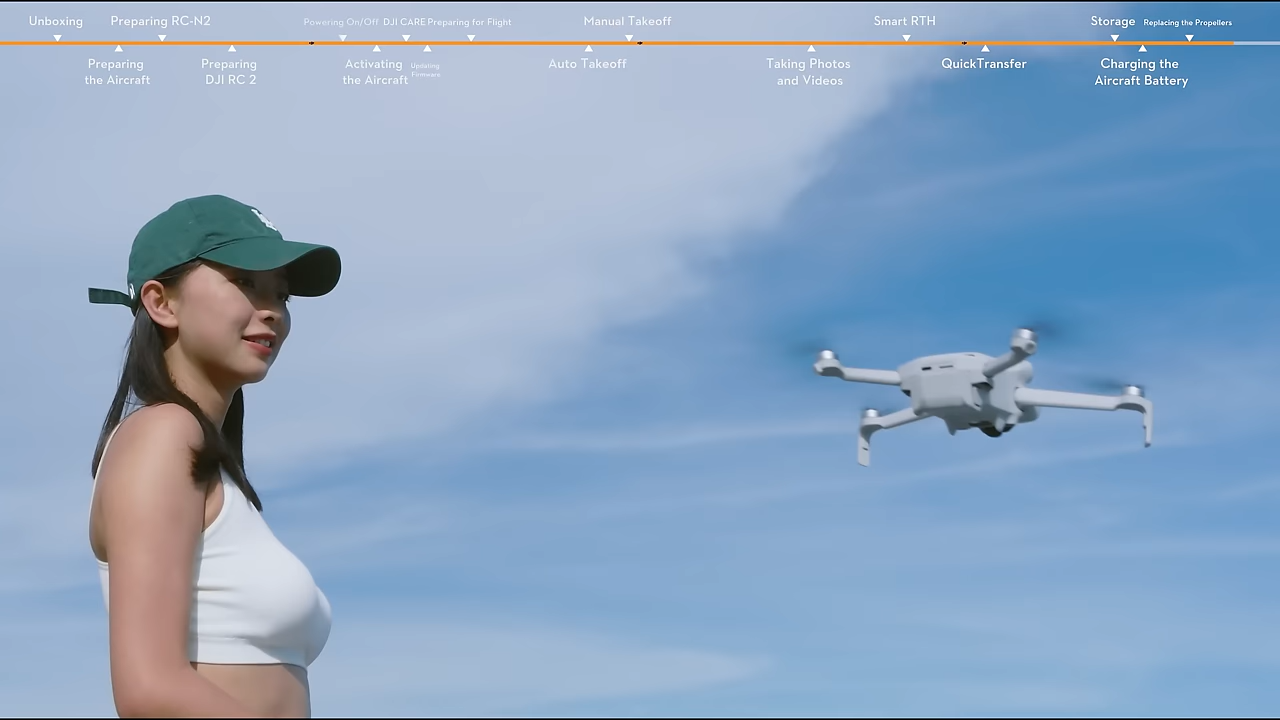 Unboxing
Preparing RC-N2
Powering On/Off
DJI CARE
Preparing for Flight
Manual Takeoff
Smart RTH
Storage
Replacing the Propellers
Preparing
the Aircraft
Preparing
DJI RC 2
Activating
the Aircraft
Updating
Firmware
Auto Takeoff
Taking Photos
and Videos
QuickTransfer
Charging the
Aircraft Battery